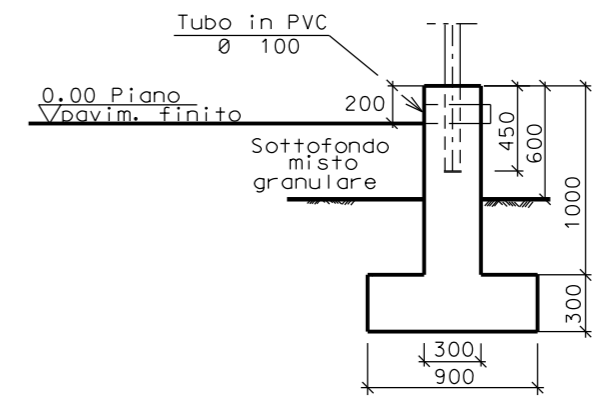 Tubo in PVC
Ø 100
0.00 Piano
pavim. finito
200
450
600
Sottofondo
misto
granulare
1000
300
300
900